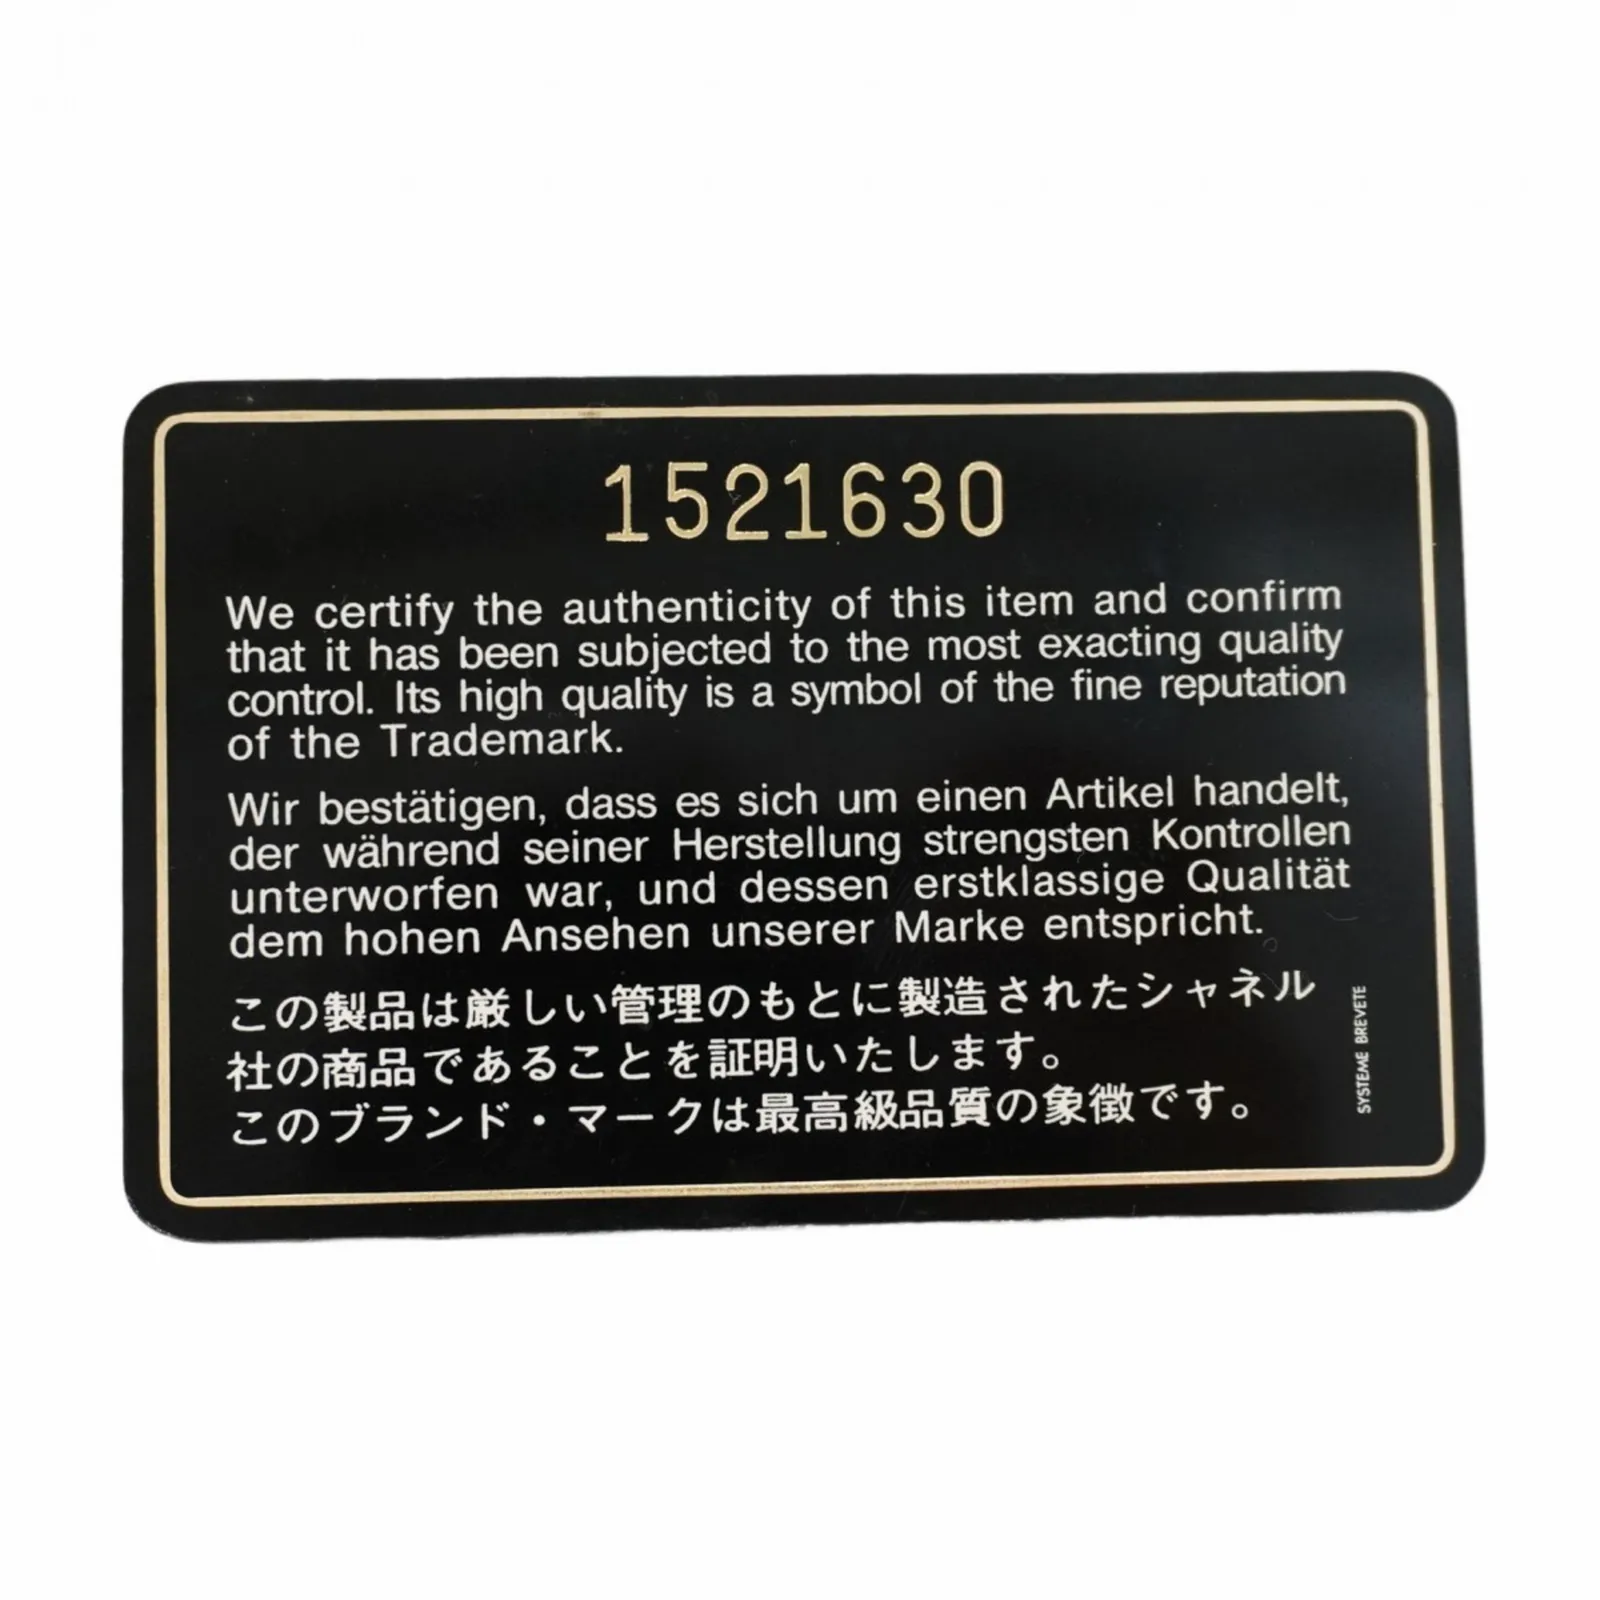 1521630
We certify the authenticity of this item and confirm
that it has been subjected to the most exacting quality
control. Its high quality is a symbol of the fine reputation
of the Trademark.
Wir bestätigen, dass es sich um einen Artikel handelt,
der während seiner Herstellung strengsten Kontrollen
unterworfen war, und dessen erstklassige Qualität
dem hohen Ansehen unserer Marke entspricht.
この製品は厳しい管理のもとに製造されたシャネル
社の商品であることを証明いたします。
このブランド・マークは最高級品質の象徴です。
SYSTEME BREVETE